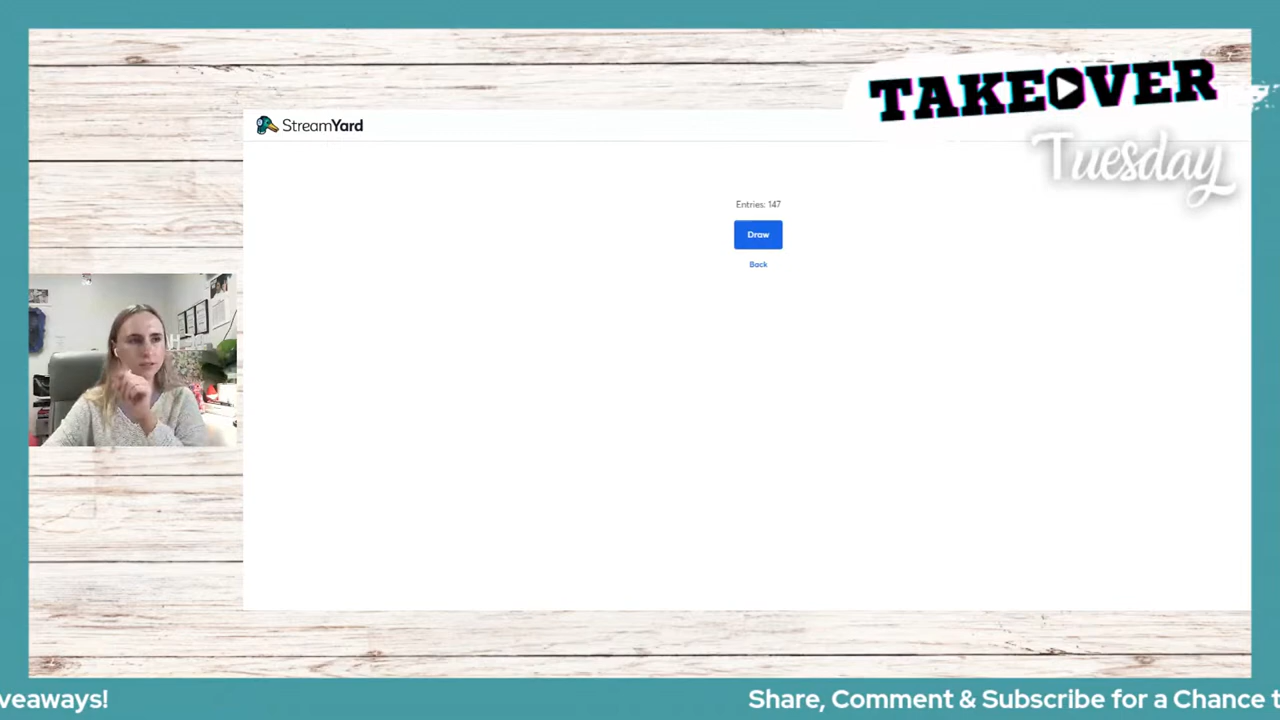 TAKEOVER
Tuesday
StreamYard
Entries: 147
Draw
Back
veaways!
Share, Comment & Subscribe for a Chance t